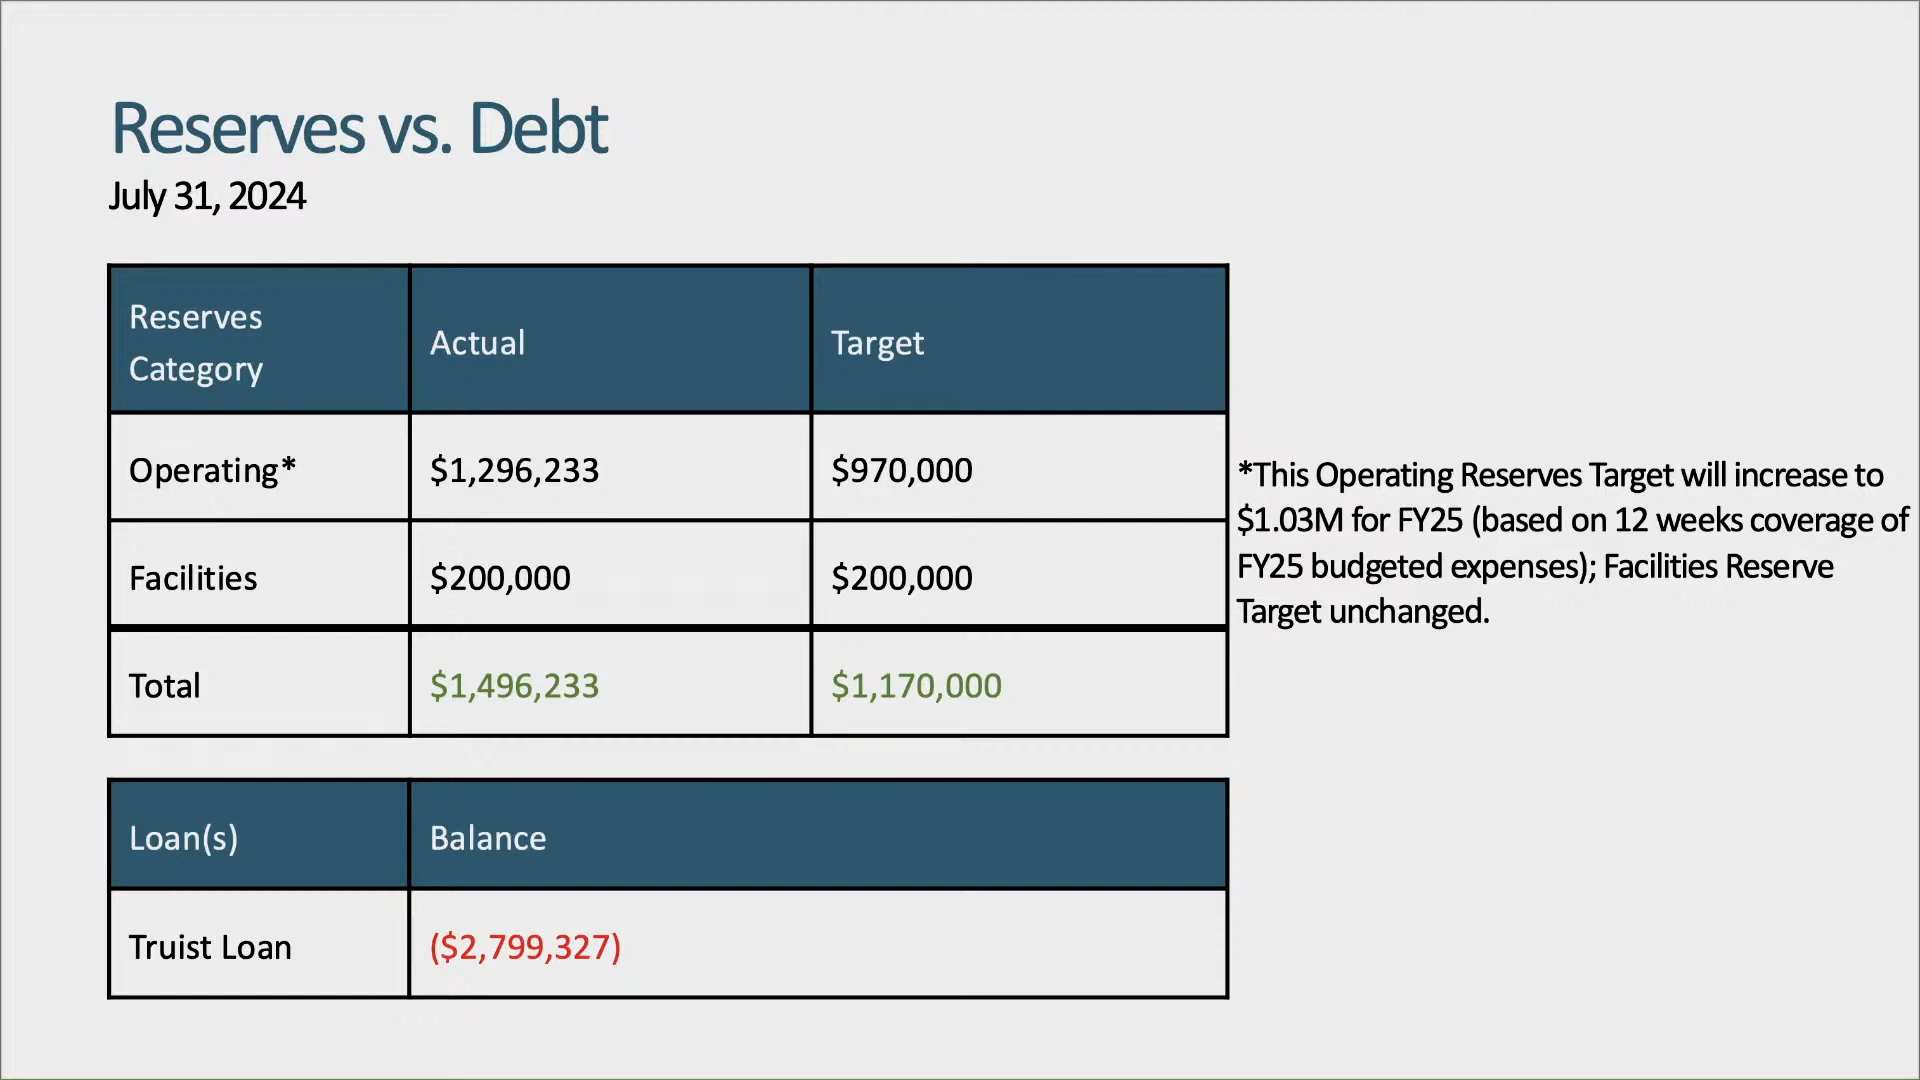 Reserves vs. Debt
July 31, 2024
Reserves
Category
Actual
Target
Operating*
$1,296,233
$970,000
Facilities
$200,000
$200,000
Total
$1,496,233
$1,170,000
*This Operating Reserves Target will increase to
$1.03M for FY25 (based on 12 weeks coverage of
FY25 budgeted expenses); Facilities Reserve
Target unchanged.
Loan(s)
Balance
Truist Loan
($2,799,327)